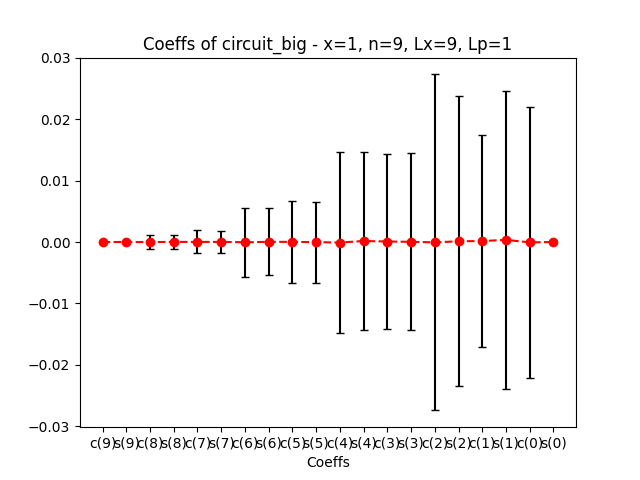 Coeffs of circuit_big - x=1, n=9, Lx=9, Lp=1
0.03
0.02
0.01
0.00
−0.01
−0.02
−0.03
c(9) s(9) c(8) s(8) c(7) s(7) c(6) s(6) c(5) s(5) c(4) s(4) c(3) s(3) c(2) s(2) c(1) s(1) c(0) s(0)
Coeffs